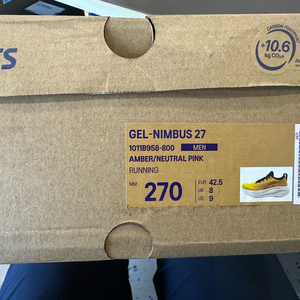 CARBON FOOTPRINT
+10.6
kg CO₂e
GEL-NIMBUS 27
1011B958-800 MEN
AMBER/NEUTRAL PINK
RUNNING
MM 270
EUR 42.5
UK 8
US 9